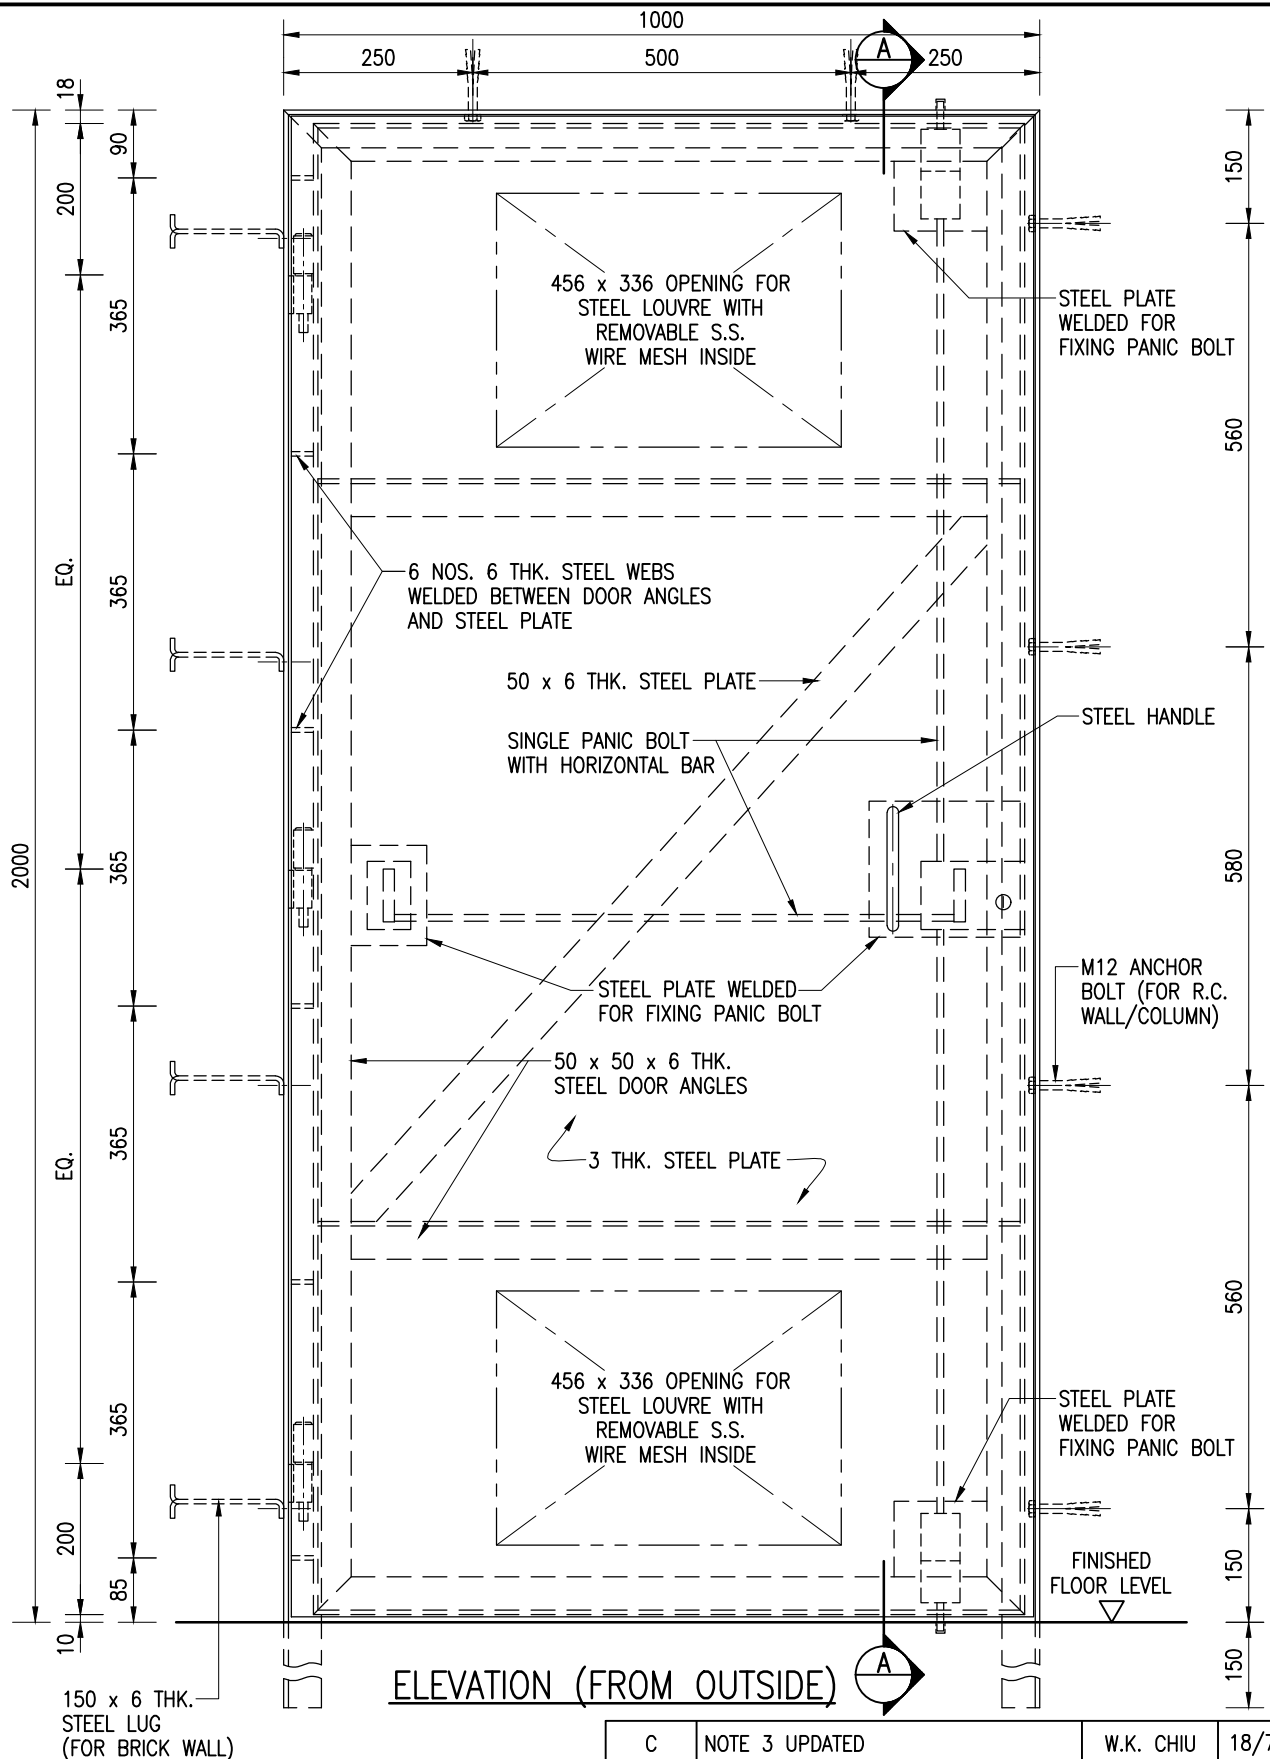 1000
250
500
250
A
18
90
200
365
150
456 x 336 OPENING FOR
STEEL LOUVRE WITH
REMOVABLE S.S.
WIRE MESH INSIDE
STEEL PLATE
WELDED FOR
FIXING PANIC BOLT
560
EQ.
365
6 NOS. 6 THK. STEEL WEBS
WELDED BETWEEN DOOR ANGLES
AND STEEL PLATE
50 x 6 THK. STEEL PLATE
STEEL HANDLE
SINGLE PANIC BOLT
WITH HORIZONTAL BAR
2000
365
580
M12 ANCHOR
BOLT (FOR R.C.
WALL/COLUMN)
STEEL PLATE WELDED
FOR FIXING PANIC BOLT
50 x 50 x 6 THK.
STEEL DOOR ANGLES
EQ.
365
3 THK. STEEL PLATE
560
456 x 336 OPENING FOR
STEEL LOUVRE WITH
REMOVABLE S.S.
WIRE MESH INSIDE
365
STEEL PLATE
WELDED FOR
FIXING PANIC BOLT
200
85
150
FINISHED
FLOOR LEVEL
10
150
A
ELEVATION (FROM OUTSIDE)
150 x 6 THK.
STEEL LUG
(FOR BRICK WALL)
C NOTE 3 UPDATED W.K. CHIU 18/7